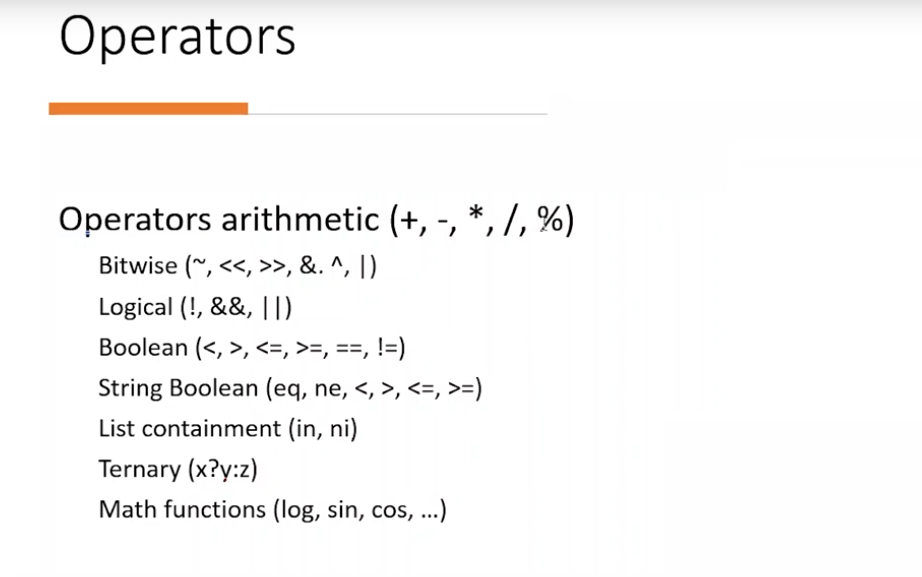 Operators
Operators arithmetic (+, -, *, /, %)
Bitwise (~, <<, >>, &. ^, |)
Logical (!, &&, ||)
Boolean (<, >, <=, >=, ==, !=)
String Boolean (eq, ne, <, >, <=, >=)
List containment (in, ni)
Ternary (x?y:z)
Math functions (log, sin, cos, ...)